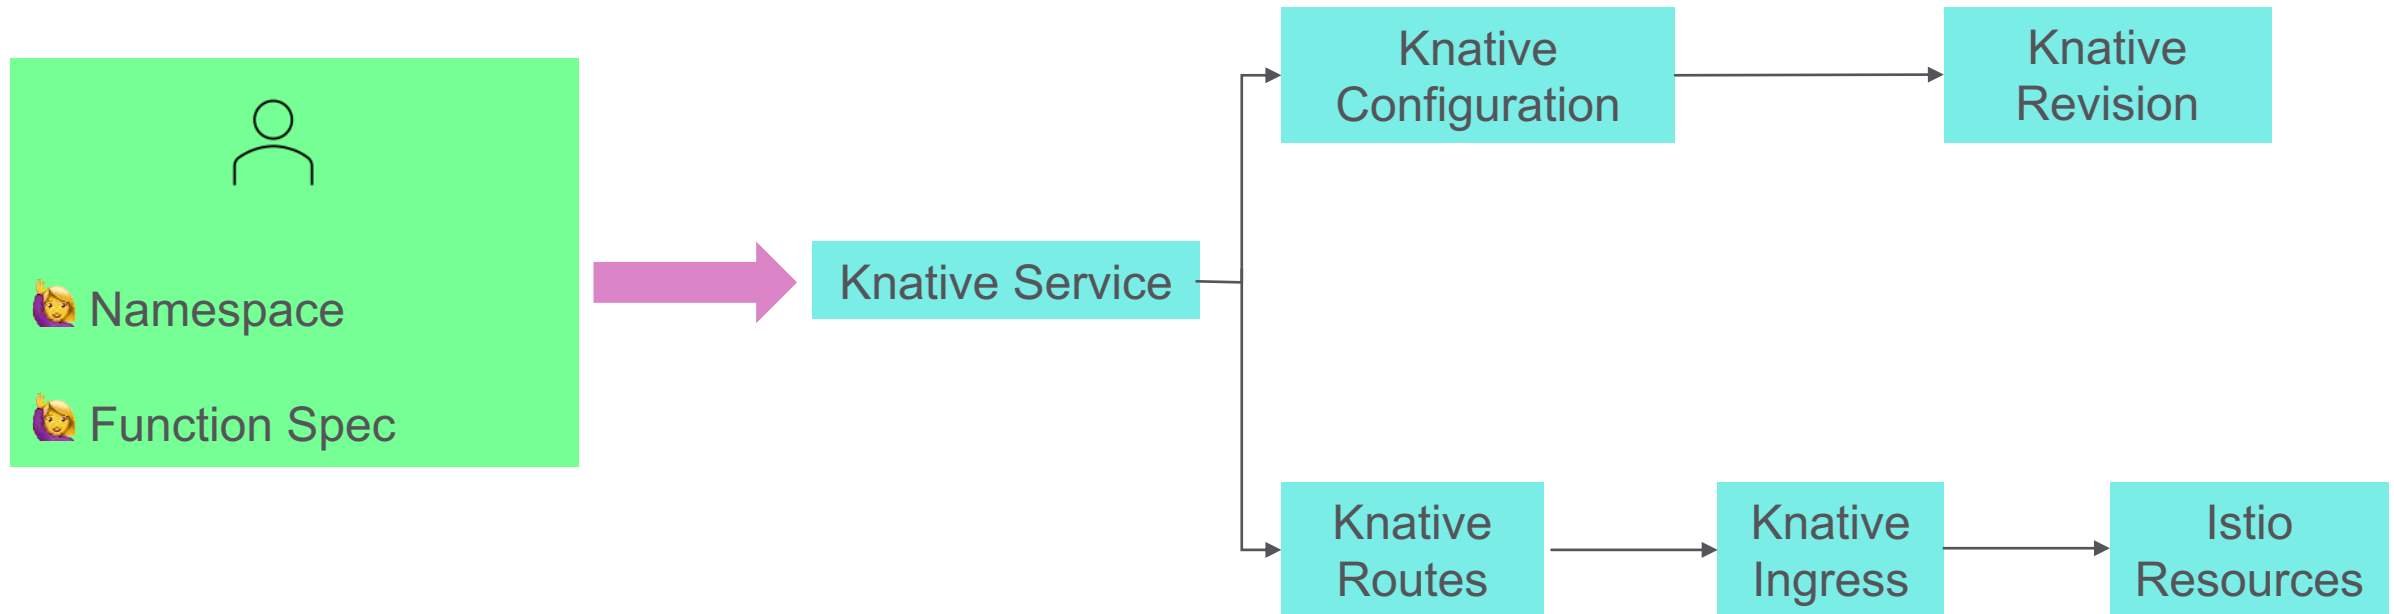 Namespace
Function Spec
Knative Service
Knative
Configuration
Knative
Revision
Knative
Routes
Knative
Ingress
Istio
Resources